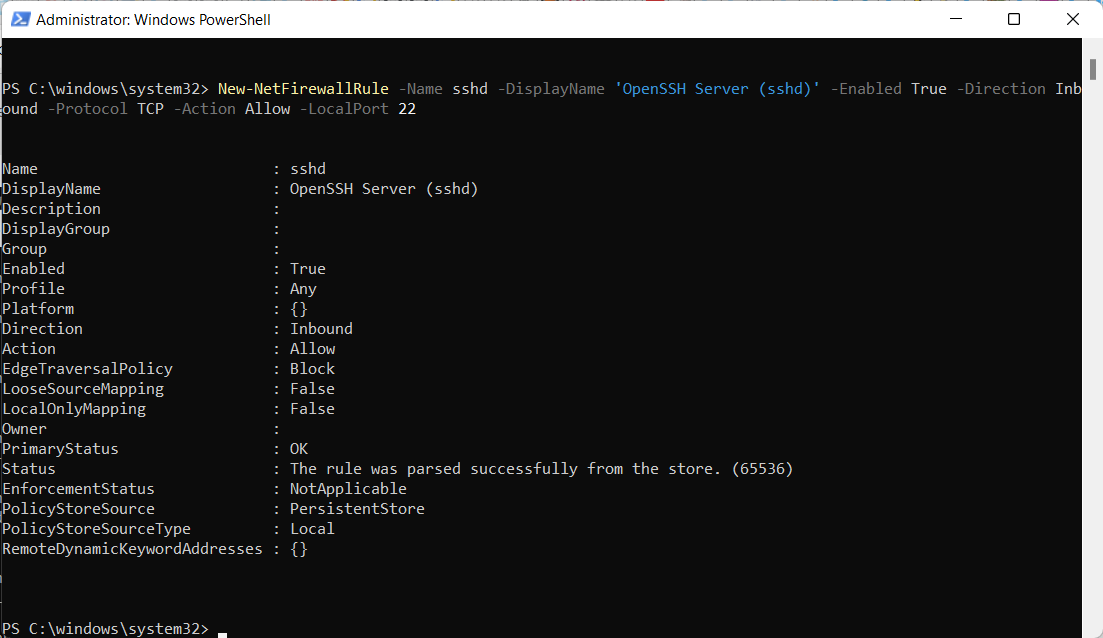 Administrator: Windows PowerShell
PS C:\windows\system32> New-NetFirewallRule -Name sshd -DisplayName 'OpenSSH Server (sshd)' -Enabled True -Direction Inb
ound -Protocol TCP -Action Allow -LocalPort 22
Name                          : sshd
DisplayName                   : OpenSSH Server (sshd)
Description                   :
DisplayGroup                  :
Group                         :
Enabled                       : True
Profile                       : Any
Platform                      : {}
Direction                     : Inbound
Action                        : Allow
EdgeTraversalPolicy           : Block
LooseSourceMapping            : False
LocalOnlyMapping              : False
Owner                         :
PrimaryStatus                 : OK
Status                        : The rule was parsed successfully from the store. (65536)
EnforcementStatus             : NotApplicable
PolicyStoreSource             : PersistentStore
PolicyStoreSourceType         : Local
RemoteDynamicKeywordAddresses : {}
PS C:\windows\system32>